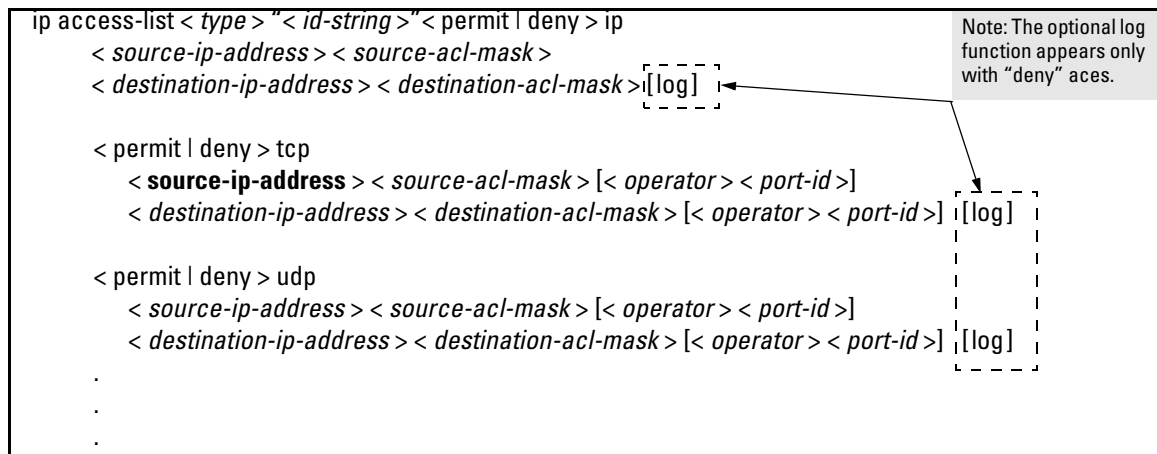 ip access-list < type > “< id-string >”< permit | deny > ip
< source-ip-address > < source-acl-mask >
< destination-ip-address > < destination-acl-mask > [log]
Note: The optional log
function appears only
with “deny” aces.
< permit | deny > tcp
< source-ip-address > < source-acl-mask > [< operator > < port-id >]
< destination-ip-address > < destination-acl-mask > [< operator > < port-id >] [log]
< permit | deny > udp
< source-ip-address > < source-acl-mask > [< operator > < port-id >]
< destination-ip-address > < destination-acl-mask > [< operator > < port-id >] [log]
.
.
.